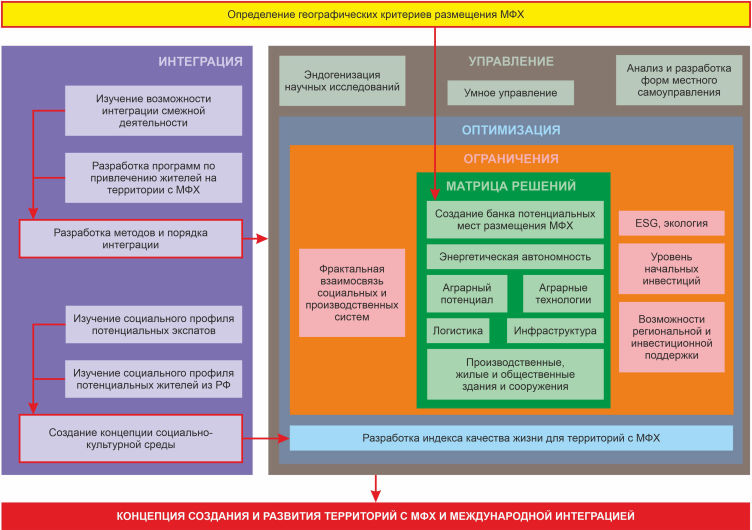 Определение географических критериев размещения МФХ
ИНТЕГРАЦИЯ
Изучение возможности
интеграции смежной
деятельности
Разработка программ по
привлечению жителей на
территории с МФХ
Разработка методов и порядка
интеграции
Изучение социального профиля
потенциальных экспатов
Изучение социального профиля
потенциальных жителей из РФ
Создание концепции социально-
культурной среды
УПРАВЛЕНИЕ
Эндогенизация
научных исследований
Умное управление
Анализ и разработка
форм местного
самоуправления
ОПТИМИЗАЦИЯ
ОГРАНИЧЕНИЯ
Фрактальная
взаимосвязь
социальных и
производственных
систем
МАТРИЦА РЕШЕНИЙ
Создание банка потенциальных
мест размещения МФХ
Энергетическая автономность
Аграрный
потенциал
Аграрные
технологии
Логистика
Инфраструктура
Производственные,
жилые и общественные
здания и сооружения
ESG, экология
Уровень
начальных
инвестиций
Возможности
региональной и
инвестиционной
поддержки
Разработка индекса качества жизни для территорий с МФХ
КОНЦЕПЦИЯ СОЗДАНИЯ И РАЗВИТИЯ ТЕРРИТОРИЙ С МФХ И МЕЖДУНАРОДНОЙ ИНТЕГРАЦИЕЙ